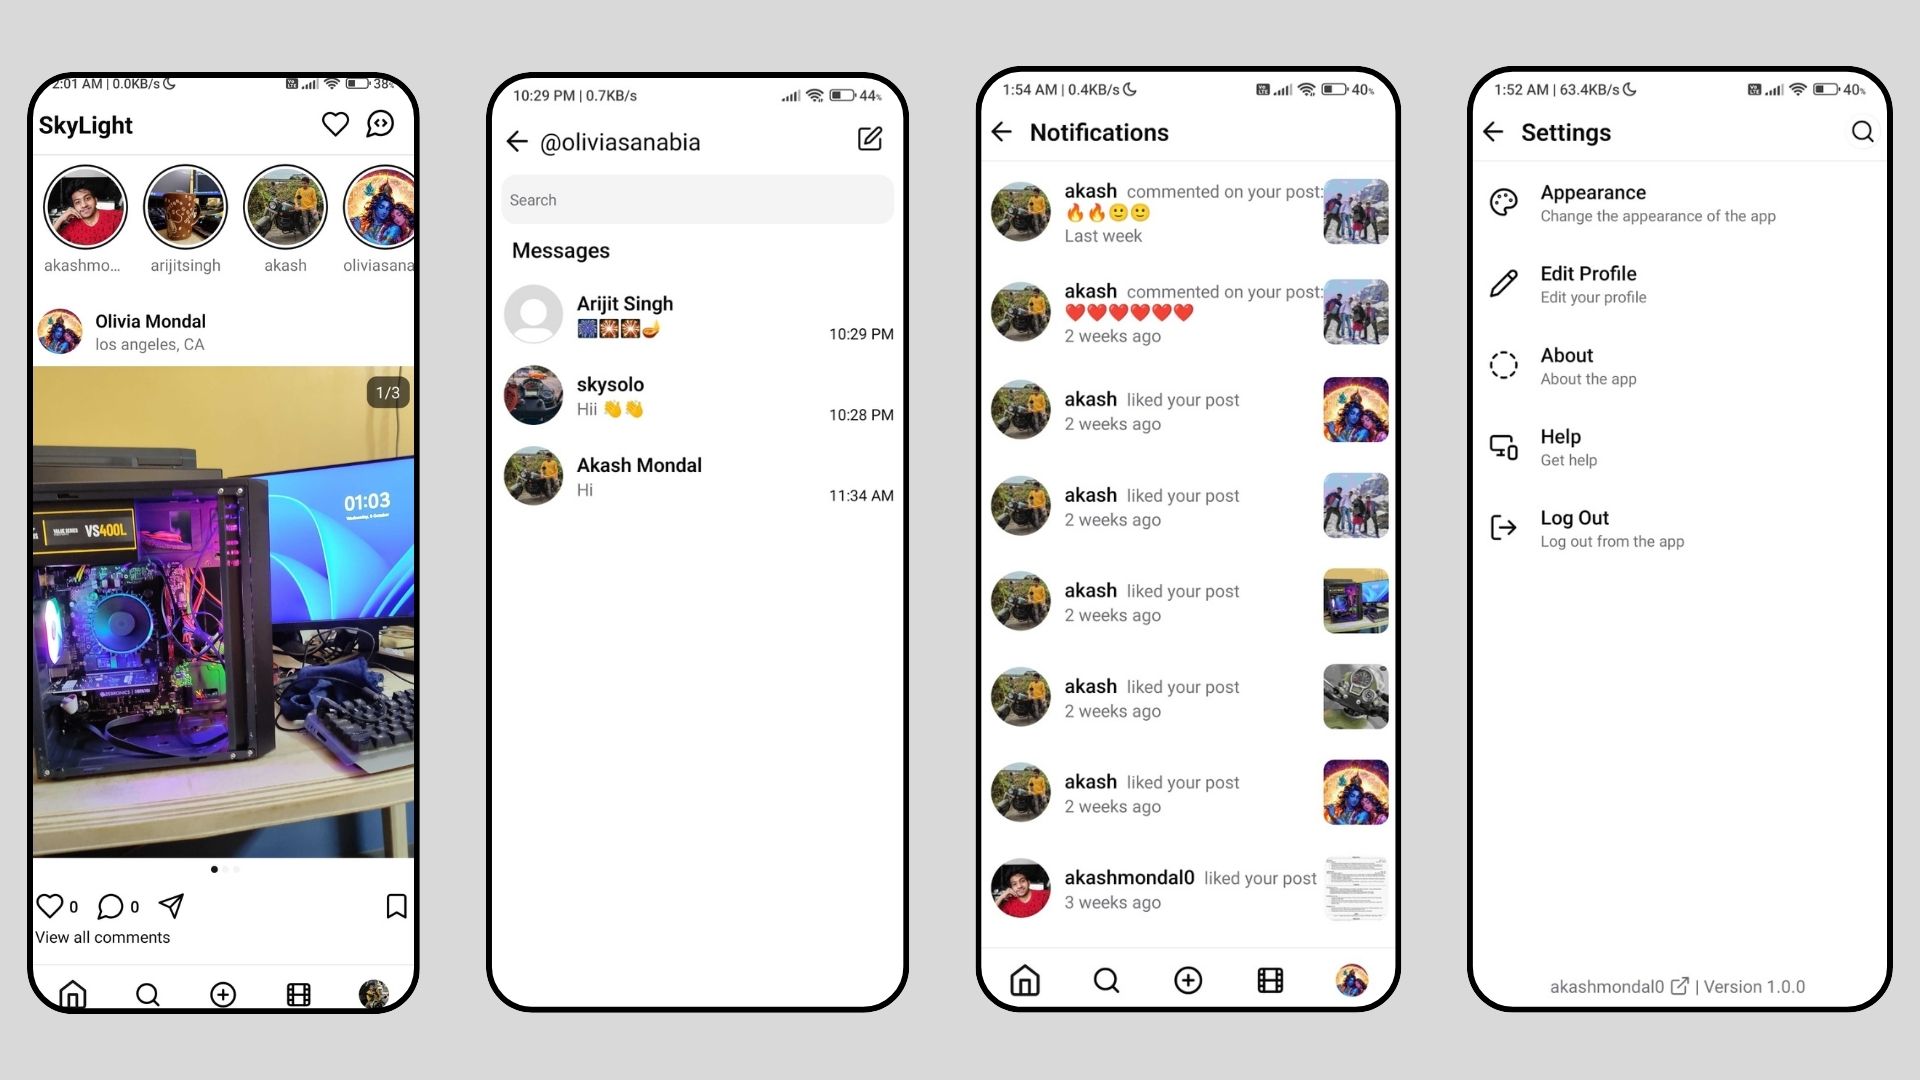 2:01 AM | 0.0KB/s 38%
SkyLight
akashmo... arijitsingh akash oliviasana
Olivia Mondal
los angeles, CA
1/3
01:03
VALUE SERIES VS400L
0 0
View all comments
10:29 PM | 0.7KB/s 44%
@oliviasanabia
Search
Messages
Arijit Singh
🎆🎇🎇🪔 10:29 PM
skysolo
Hii 👋👋 10:28 PM
Akash Mondal
Hi 11:34 AM
1:54 AM | 0.4KB/s 40%
Notifications
akash commented on your post:
🔥🔥🙂🙂
Last week
akash commented on your post:
❤️❤️❤️❤️❤️❤️
2 weeks ago
akash liked your post
2 weeks ago
akash liked your post
2 weeks ago
akash liked your post
2 weeks ago
akash liked your post
2 weeks ago
akash liked your post
2 weeks ago
akashmondal0 liked your post
3 weeks ago
1:52 AM | 63.4KB/s 40%
Settings
Appearance
Change the appearance of the app
Edit Profile
Edit your profile
About
About the app
Help
Get help
Log Out
Log out from the app
akashmondal0 | Version 1.0.0